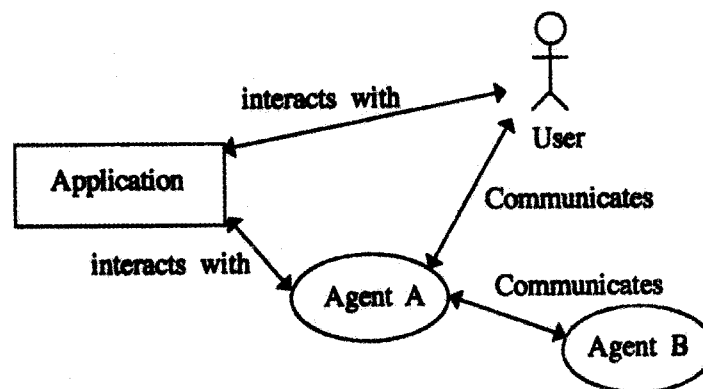 interacts with
User
Application
Communicates
interacts with
Agent A
Communicates
Agent B